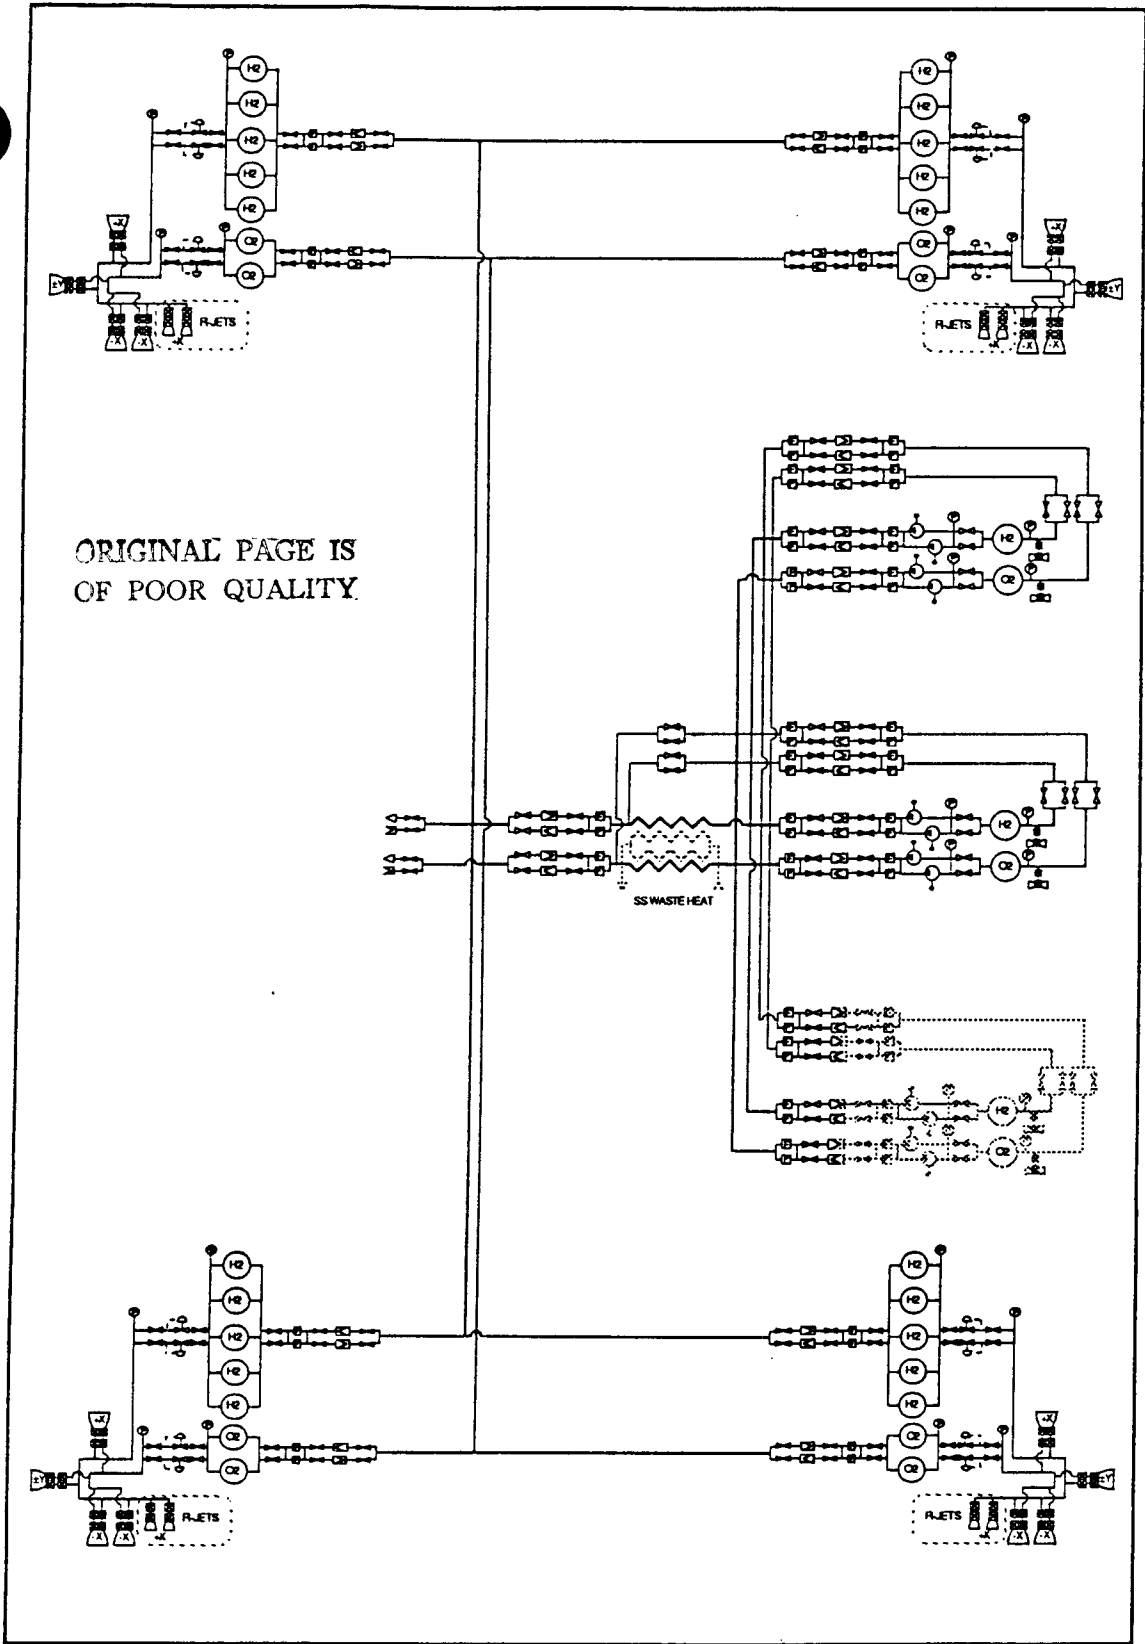 H2 H2
H2 H2
H2 H2
H2 H2
H2 H2
O2 O2
O2 O2
+X +X
±Y ±Y
R-JETS R-JETS
-X -X +X +X -X -X
ORIGINAL PAGE IS
OF POOR QUALITY
H2
O2
H2
O2
SS WASTE HEAT
H2
O2
H2 H2
H2 H2
H2 H2
H2 H2
H2 H2
O2 O2
O2 O2
+X +X
±Y ±Y
R-JETS R-JETS
-X -X +X +X -X -X